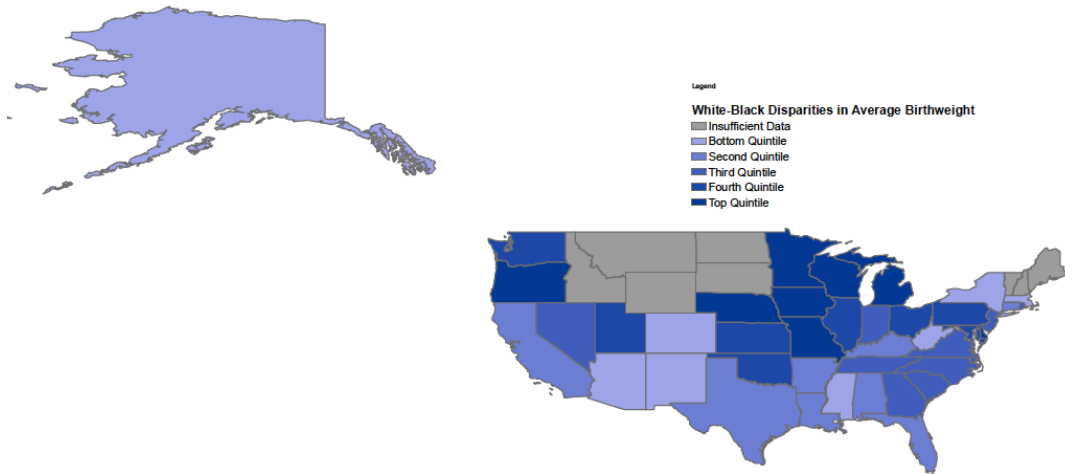 Legend
White-Black Disparities in Average Birthweight
Insufficient Data
Bottom Quintile
Second Quintile
Third Quintile
Fourth Quintile
Top Quintile